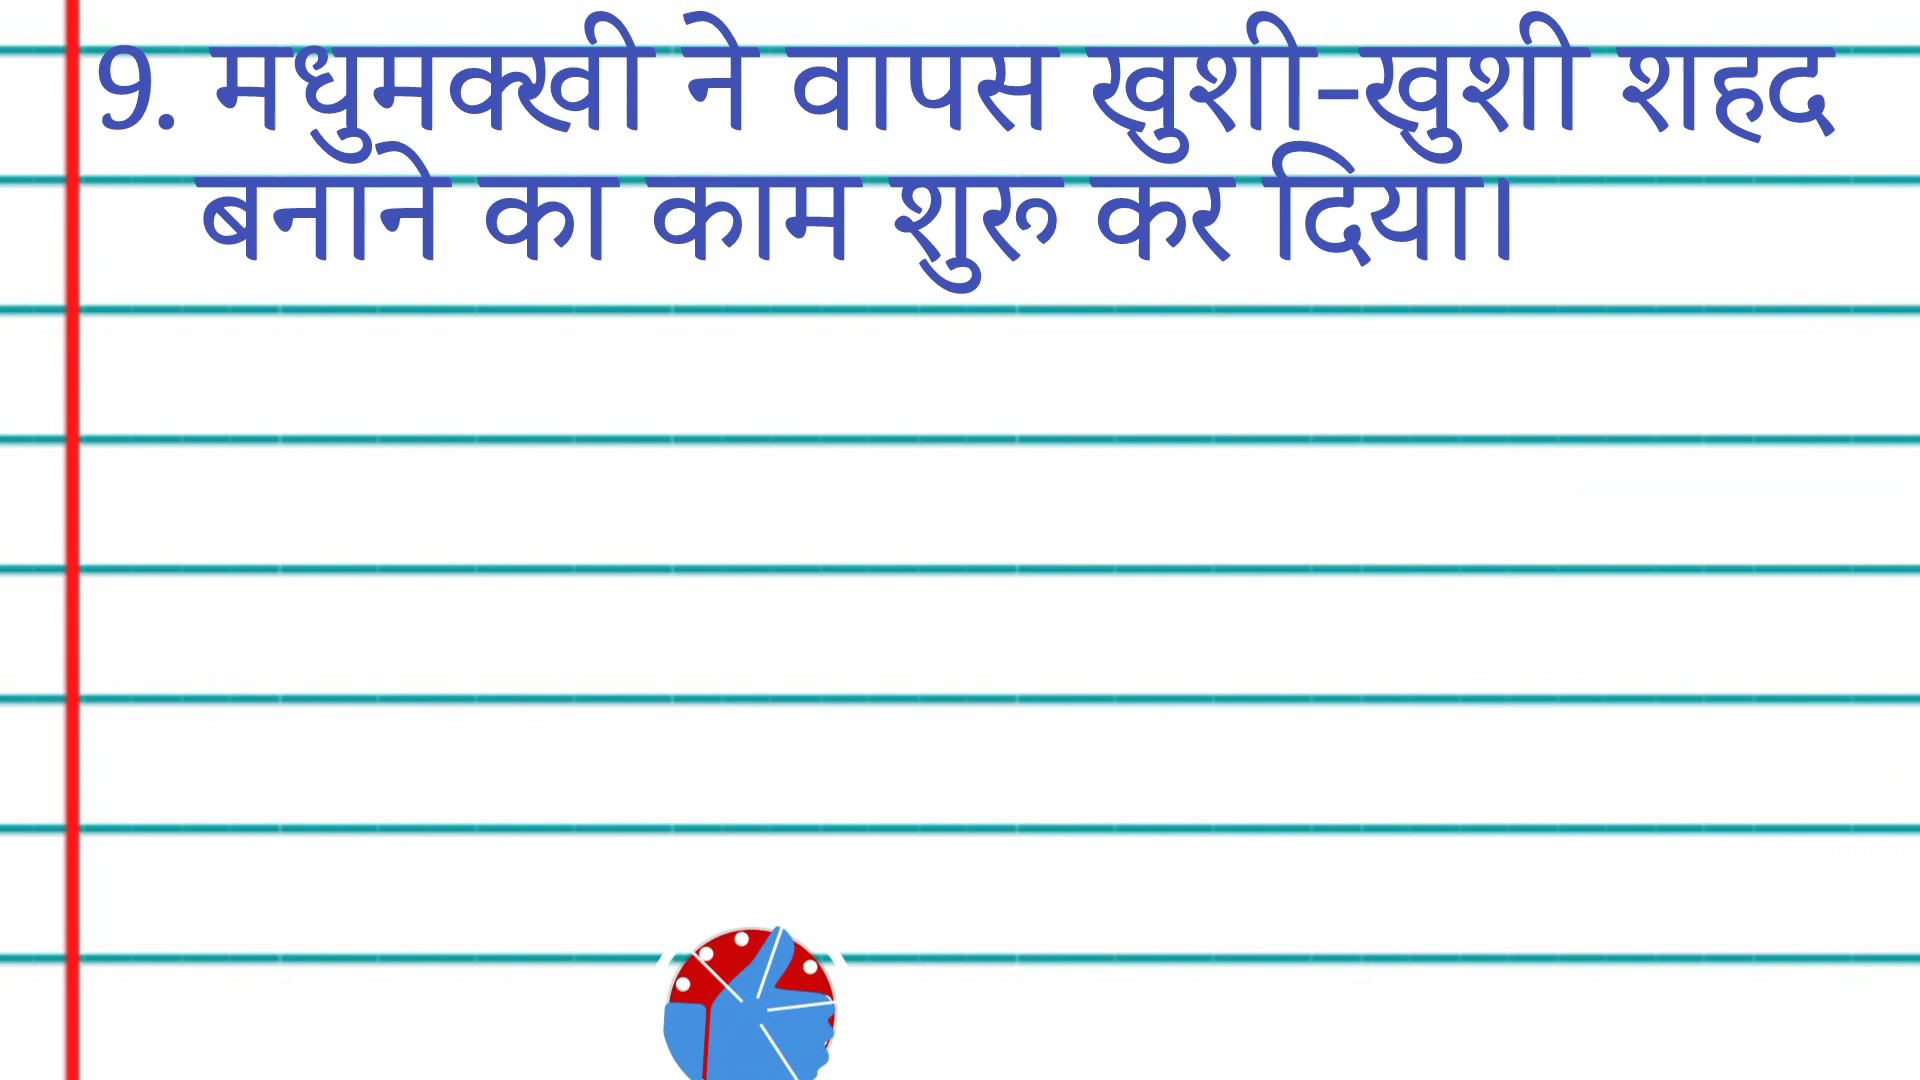 9. मधुमक्खी ने वापस खुशी-खुशी शहद
बनाने का काम शुरू कर दिया।